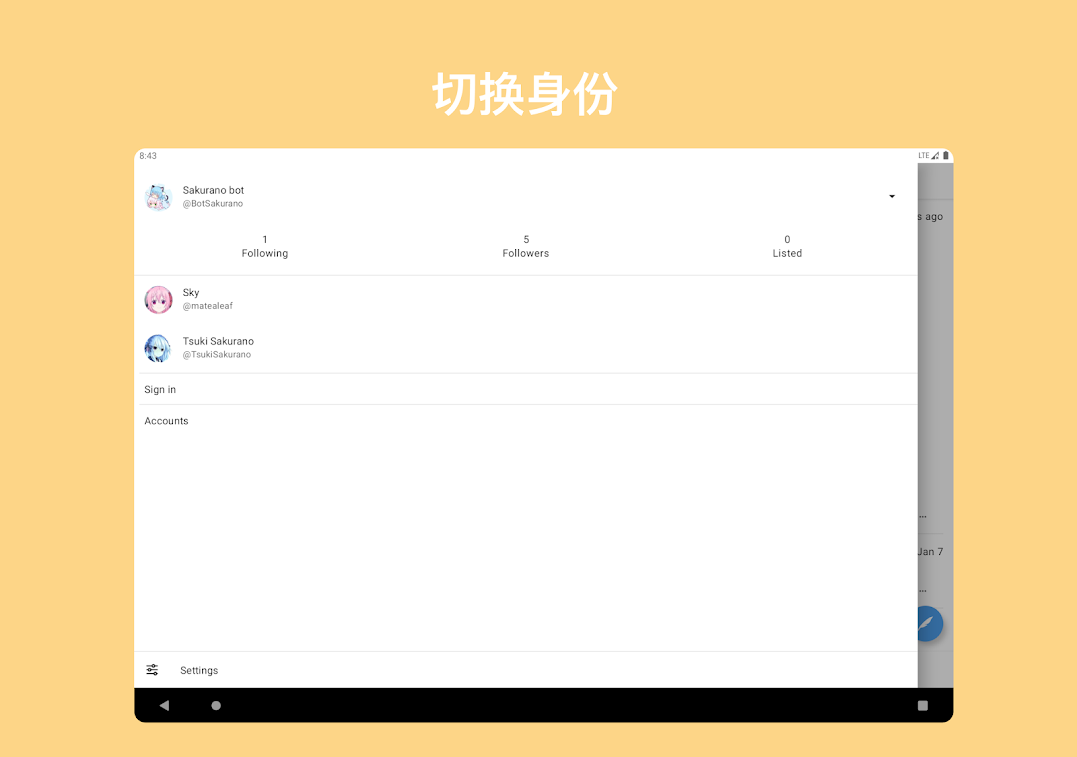 切换身份
8:43
LTE
Sakurano bot
@BotSakurano
s ago
1
Following
5
Followers
0
Listed
Sky
@matealeaf
Tsuki Sakurano
@TsukiSakurano
Sign in
Accounts
...
Jan 7
...
Settings